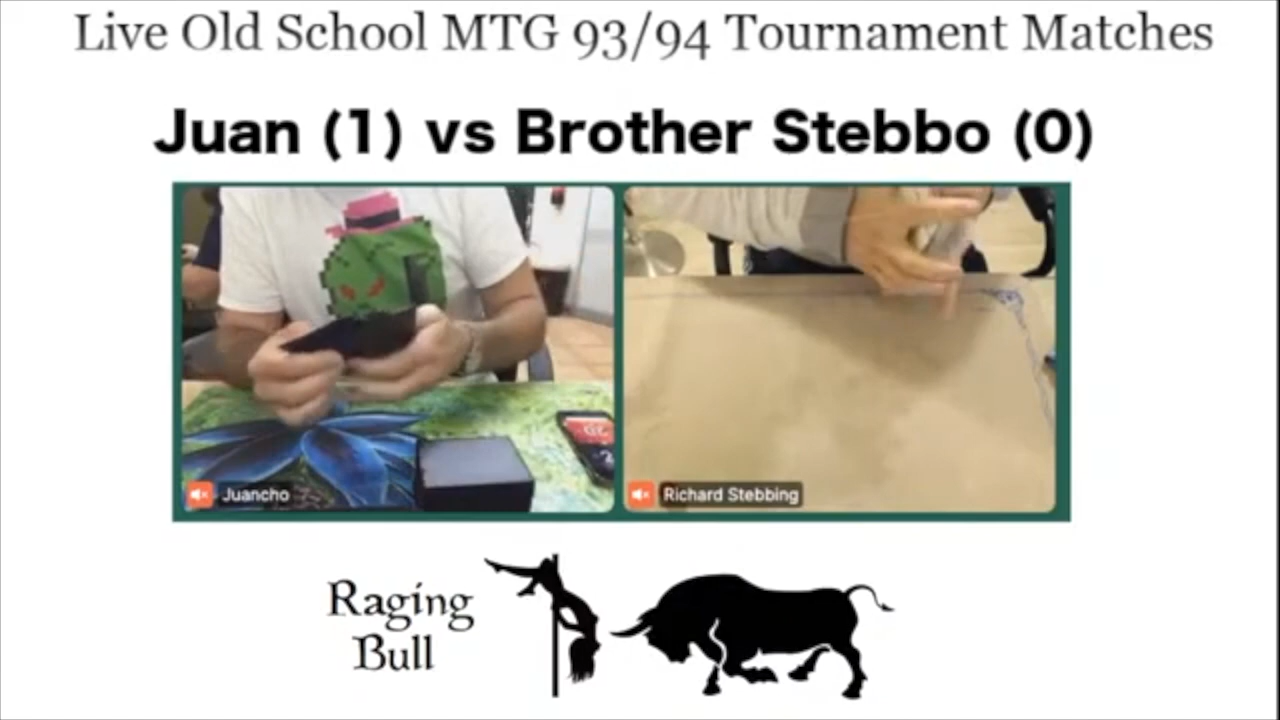 Live Old School MTG 93/94 Tournament Matches
Juan (1) vs Brother Stebbo (0)
Juancho
Richard Stebbing
Raging
Bull